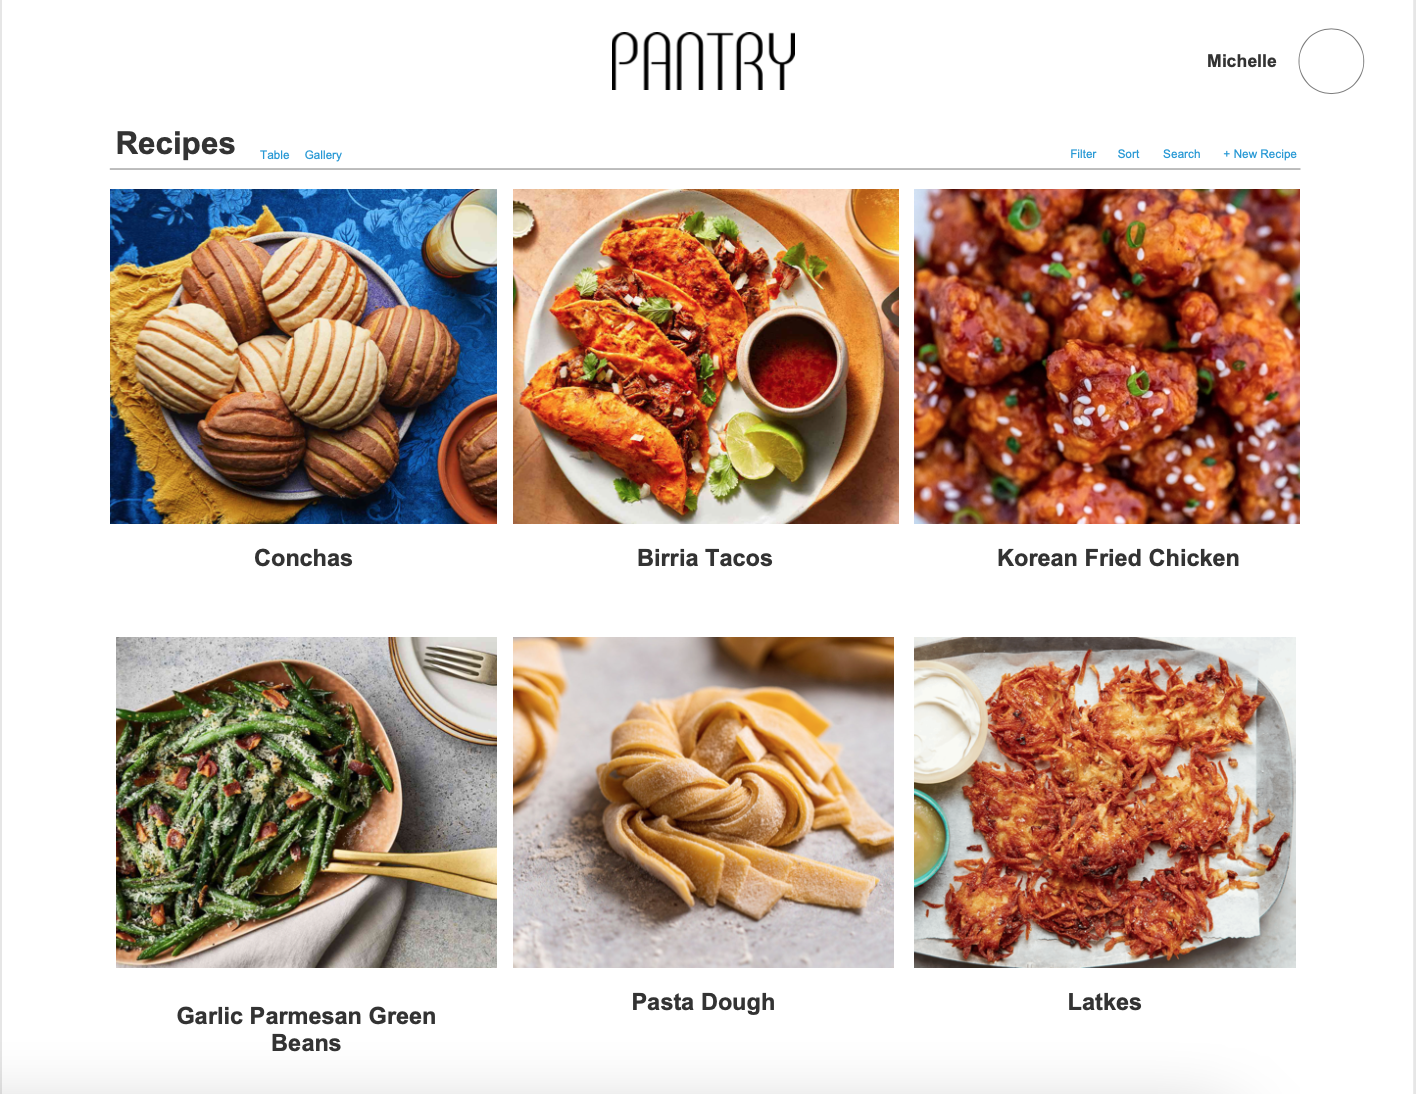 PANTRY
Michelle
Recipes
Table
Gallery
Filter
Sort
Search
+ New Recipe
Conchas
Birria Tacos
Korean Fried Chicken
Garlic Parmesan Green
Beans
Pasta Dough
Latkes